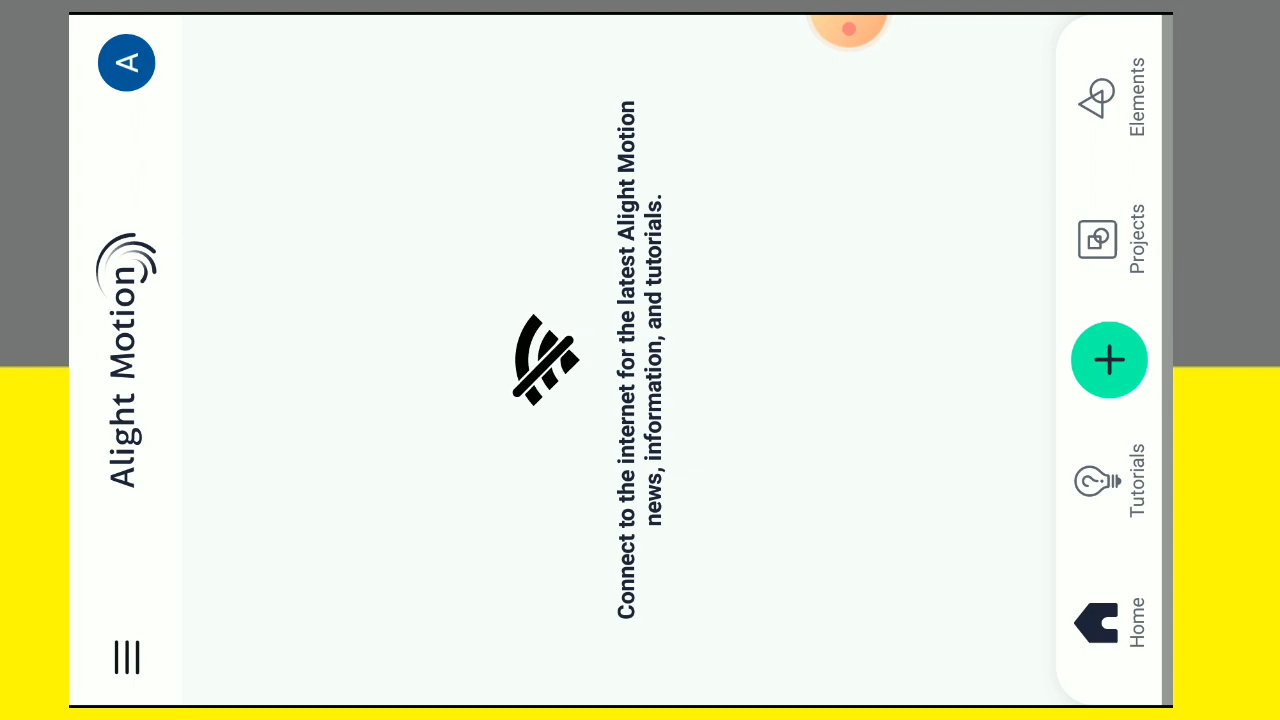 Alight Motion
A
Connect to the internet for the latest Alight Motion
news, information, and tutorials.
Home
Tutorials
Projects
Elements